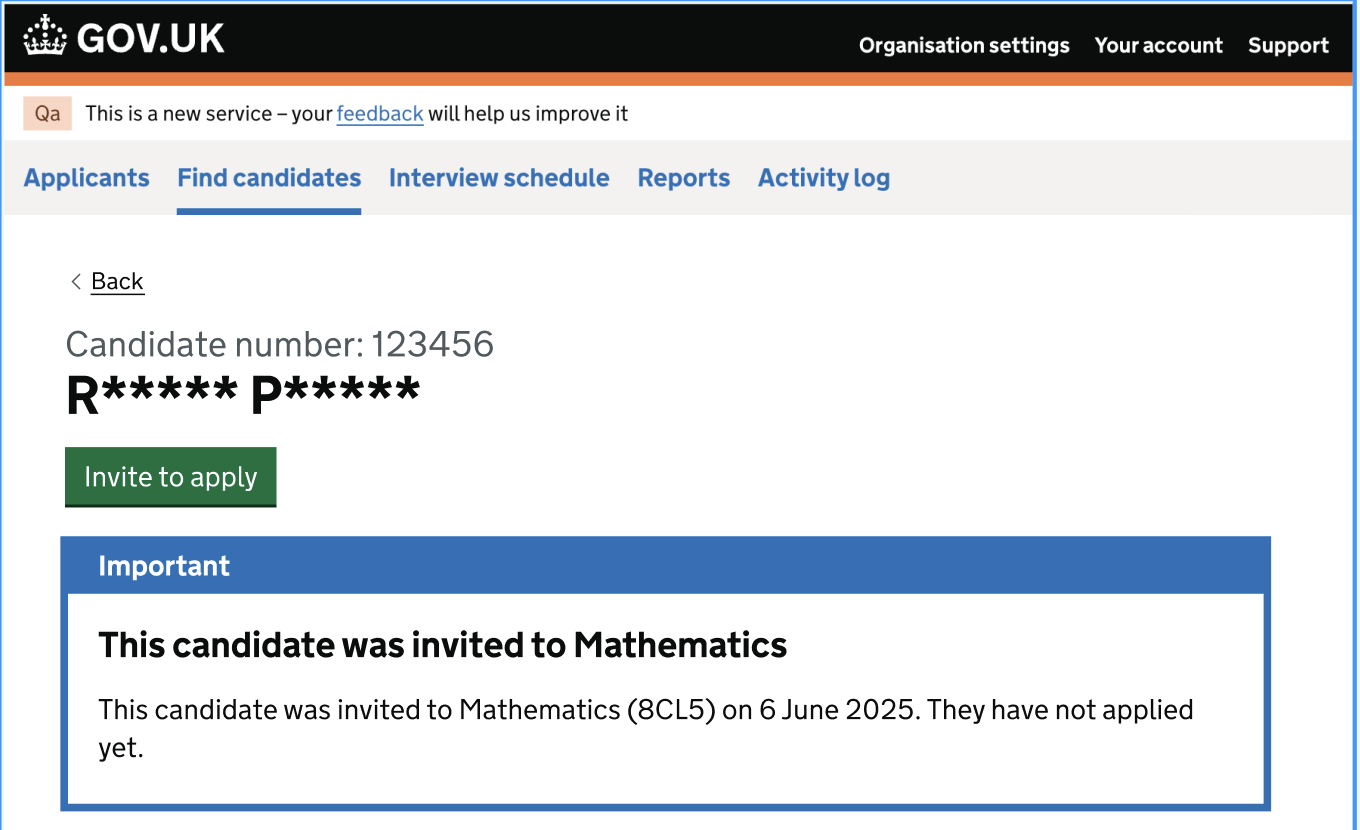 GOV.UK
Organisation settings Your account Support
Qa This is a new service – your feedback will help us improve it
Applicants Find candidates Interview schedule Reports Activity log
Back
Candidate number: 123456
R***** P*****
Invite to apply
Important
This candidate was invited to Mathematics
This candidate was invited to Mathematics (8CL5) on 6 June 2025. They have not applied
yet.